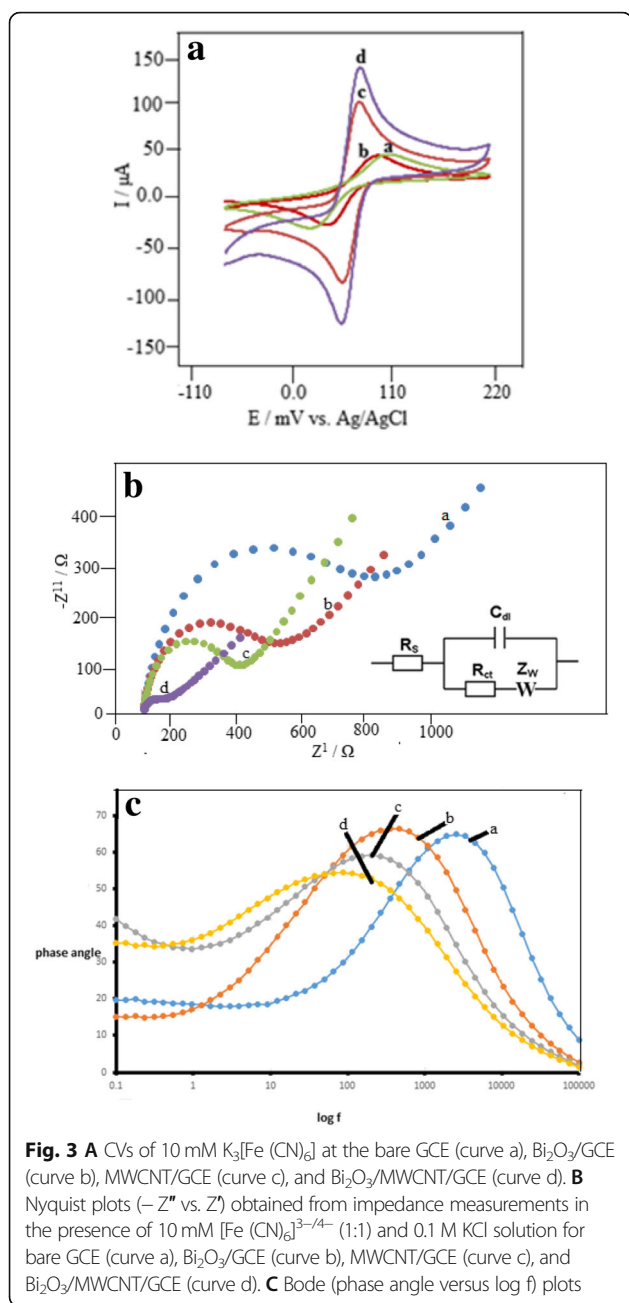 a
d
c
b a
150
100
50
0.0
-50
-100
-150
I / µA
-110 0.0 110 220
E / mV vs. Ag/AgCl
b
400
300
200
100
0
-Z¹¹ / Ω
a
b
c
d
R_S
C_dl
R_ct
Z_W
W
0 200 400 600 800 1000
Z¹ / Ω
c
70
60
50
40
30
20
10
0
phase angle
d c b a
0.1 1 10 100 1000 10000 100000
log f
Fig. 3 A CVs of 10 mM K₃[Fe (CN)₆] at the bare GCE (curve a), Bi₂O₃/GCE
(curve b), MWCNT/GCE (curve c), and Bi₂O₃/MWCNT/GCE (curve d). B
Nyquist plots (− Z″ vs. Z′) obtained from impedance measurements in
the presence of 10 mM [Fe (CN)₆]³⁻/⁴⁻ (1:1) and 0.1 M KCl solution for
bare GCE (curve a), Bi₂O₃/GCE (curve b), MWCNT/GCE (curve c), and
Bi₂O₃/MWCNT/GCE (curve d). C Bode (phase angle versus log f) plots